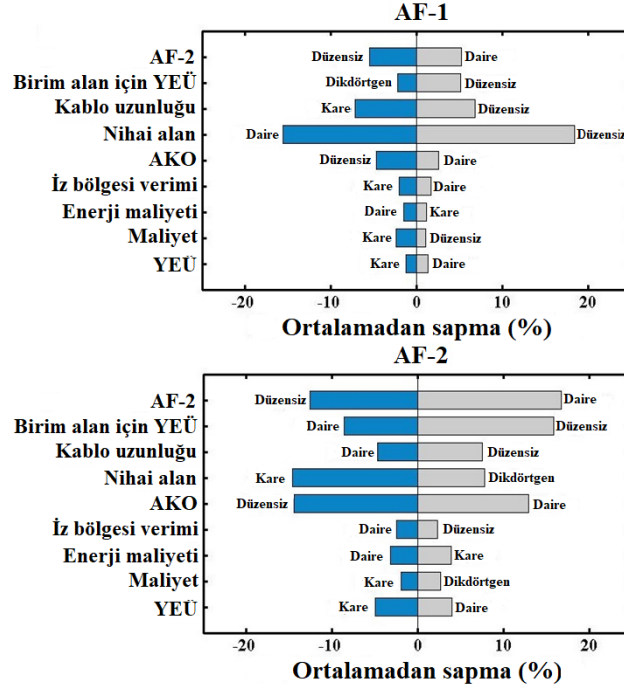 AF-1
AF-2 Düzensiz Daire
Birim alan için YEÜ Dikdörtgen Düzensiz
Kablo uzunluğu Kare Düzensiz
Nihai alan Daire Düzensiz
AKO Düzensiz Daire
İz bölgesi verimi Kare Daire
Enerji maliyeti Daire Kare
Maliyet Kare Düzensiz
YEÜ Kare Daire
-20 -10 0 10 20
Ortalamadan sapma (%)
AF-2
AF-2 Düzensiz Daire
Birim alan için YEÜ Daire Düzensiz
Kablo uzunluğu Daire Düzensiz
Nihai alan Kare Dikdörtgen
AKO Düzensiz Daire
İz bölgesi verimi Daire Düzensiz
Enerji maliyeti Daire Kare
Maliyet Kare Dikdörtgen
YEÜ Kare Daire
-20 -10 0 10 20
Ortalamadan sapma (%)